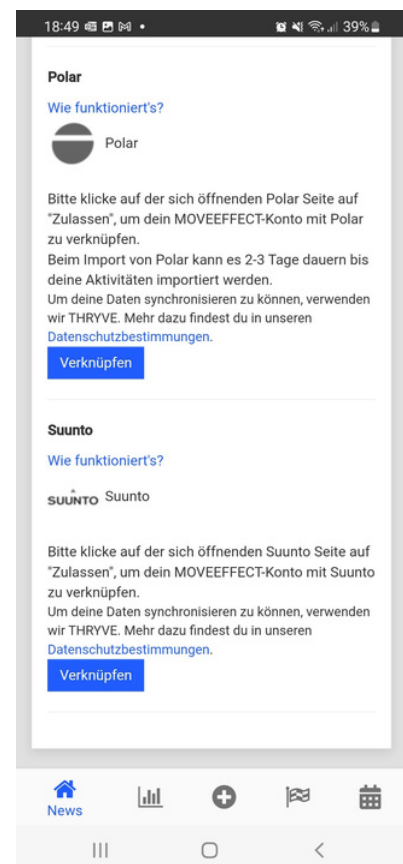 18:49 39%
Polar
Wie funktioniert's?
Polar
Bitte klicke auf der sich öffnenden Polar Seite auf
"Zulassen", um dein MOVEEFFECT-Konto mit Polar
zu verknüpfen.
Beim Import von Polar kann es 2-3 Tage dauern bis
deine Aktivitäten importiert werden.
Um deine Daten synchronisieren zu können, verwenden
wir THRYVE. Mehr dazu findest du in unseren
Datenschutzbestimmungen.
Verknüpfen
Suunto
Wie funktioniert's?
SUUNTO Suunto
Bitte klicke auf der sich öffnenden Suunto Seite auf
"Zulassen", um dein MOVEEFFECT-Konto mit Suunto
zu verknüpfen.
Um deine Daten synchronisieren zu können, verwenden
wir THRYVE. Mehr dazu findest du in unseren
Datenschutzbestimmungen.
Verknüpfen
News